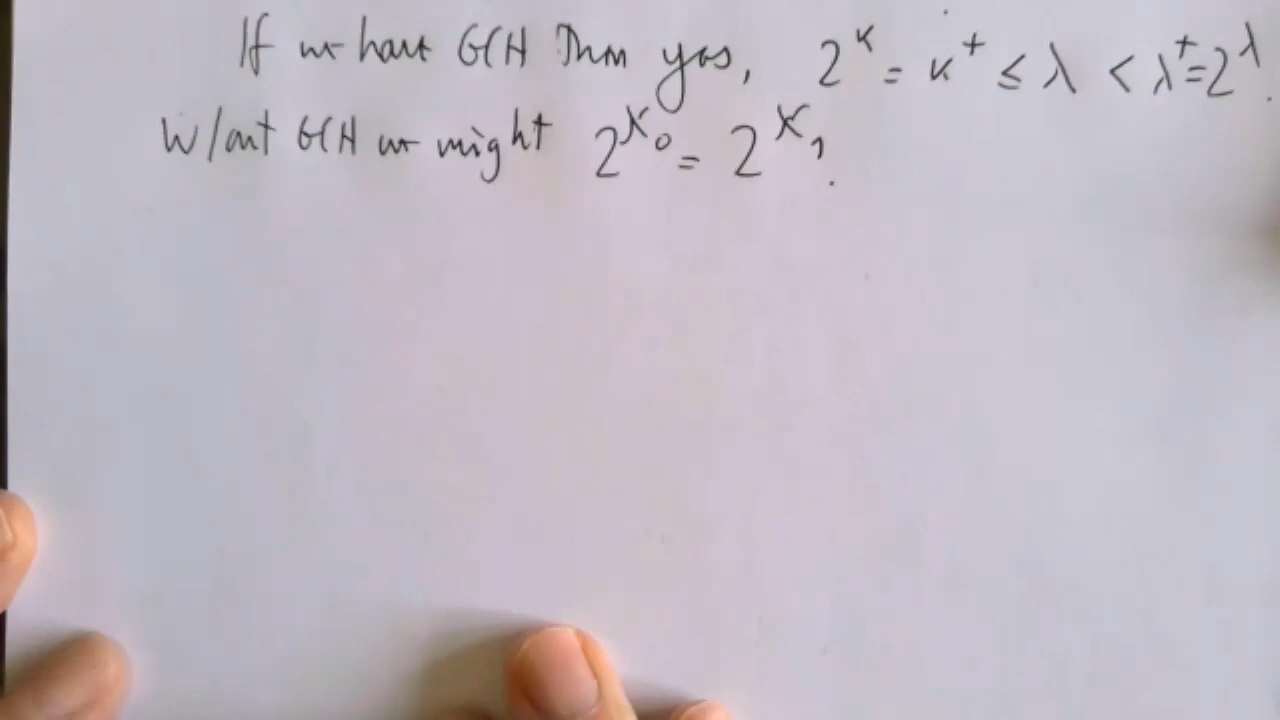 If we have GCH Then yes, 2^κ = κ⁺ ≤ λ < λ⁺ = 2^λ.
W/out GCH we might 2^ℵ₀ = 2^ℵ₁.